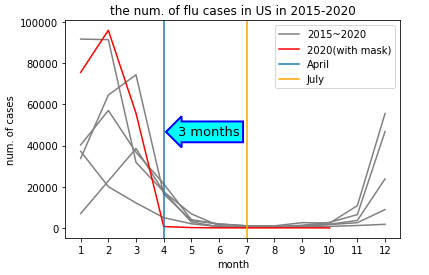 the num. of flu cases in US in 2015-2020
100000
80000
60000
40000
20000
0
num. of cases
2015~2020
2020(with mask)
April
July
3 months
1 2 3 4 5 6 7 8 9 10 11 12
month